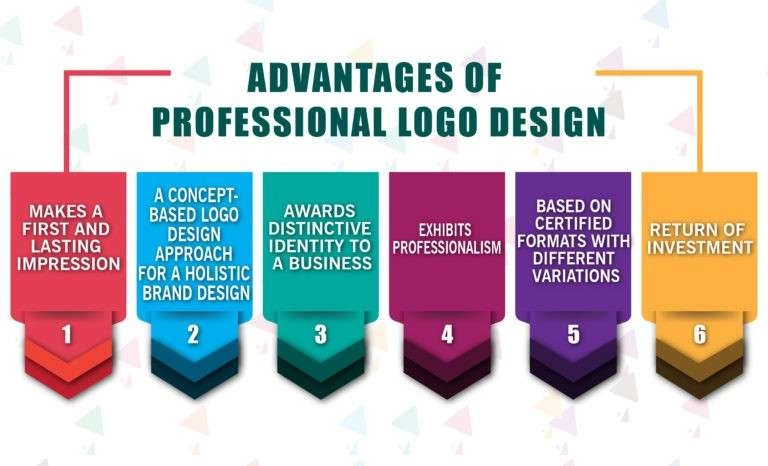 ADVANTAGES OF
PROFESSIONAL LOGO DESIGN
MAKES A
FIRST AND
LASTING
IMPRESSION
1
A CONCEPT-
BASED LOGO
DESIGN
APPROACH
FOR A HOLISTIC
BRAND DESIGN
2
AWARDS
DISTINCTIVE
IDENTITY TO
A BUSINESS
3
EXHIBITS
PROFESSIONALISM
4
BASED ON
CERTIFIED
FORMATS WITH
DIFFERENT
VARIATIONS
5
RETURN OF
INVESTMENT
6